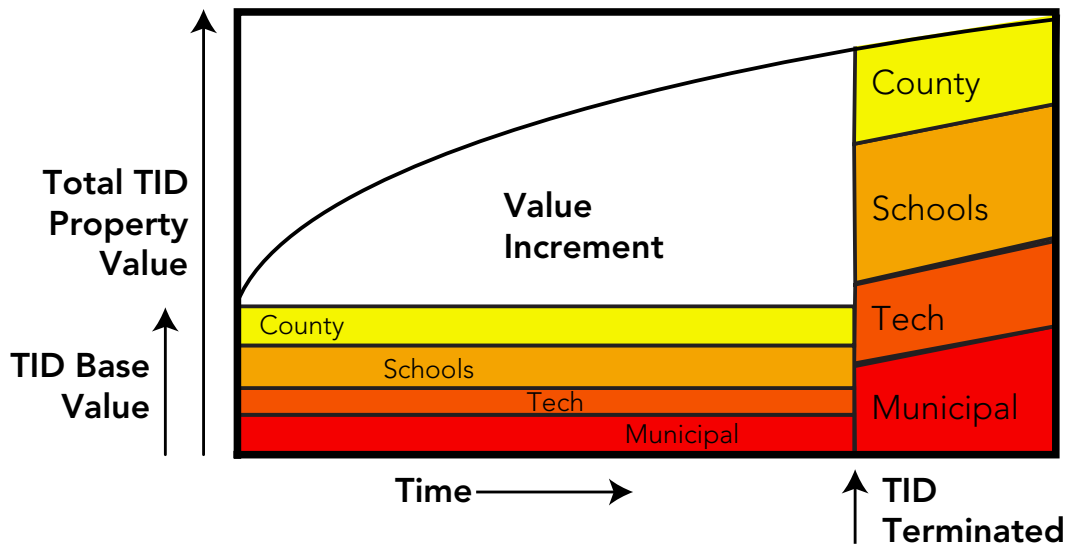 Total TID
Property
Value
TID Base
Value
Value
Increment
County
Schools
Tech
Municipal
County
Schools
Tech
Municipal
Time
TID
Terminated